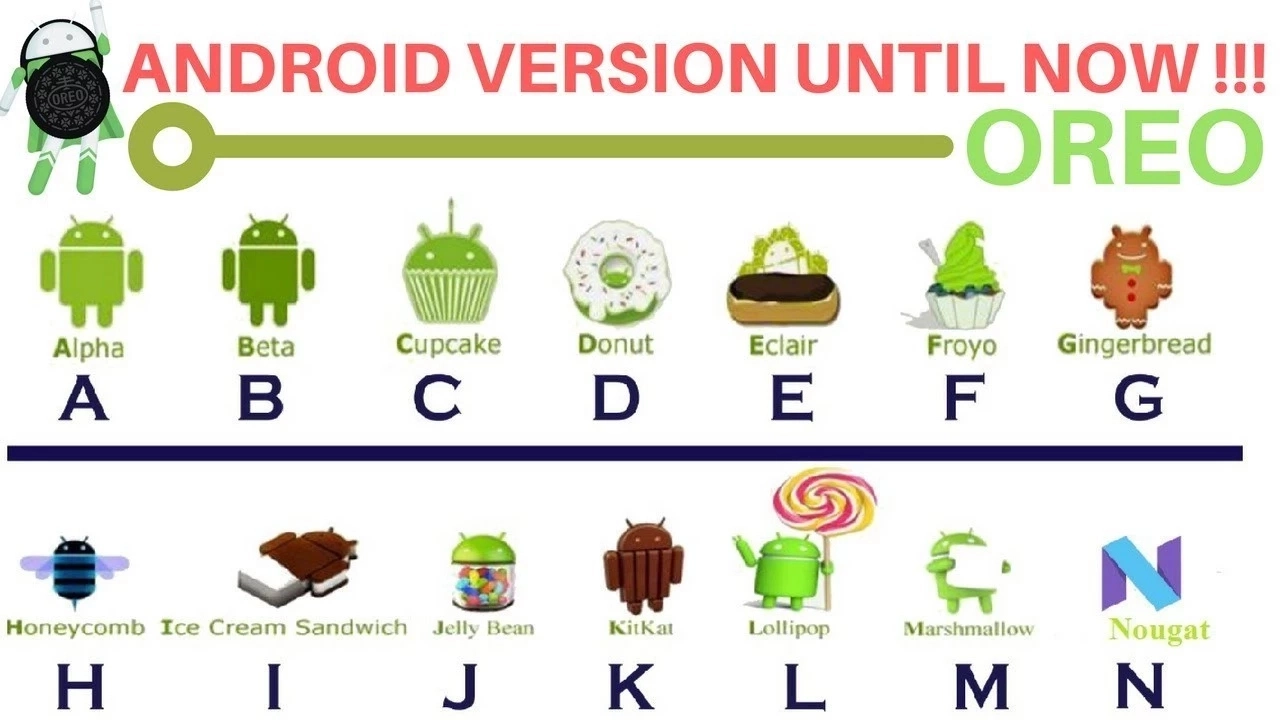 ANDROID VERSION UNTIL NOW !!!
OREO
OREO
Alpha Beta Cupcake Donut Eclair Froyo Gingerbread
A B C D E F G
Honeycomb Ice Cream Sandwich Jelly Bean KitKat Lollipop Marshmallow Nougat
H I J K L M N